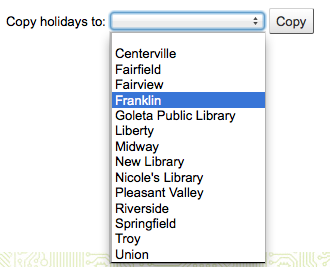 Copy holidays to: Copy
Centerville
Fairfield
Fairview
Franklin
Goleta Public Library
Liberty
Midway
New Library
Nicole's Library
Pleasant Valley
Riverside
Springfield
Troy
Union